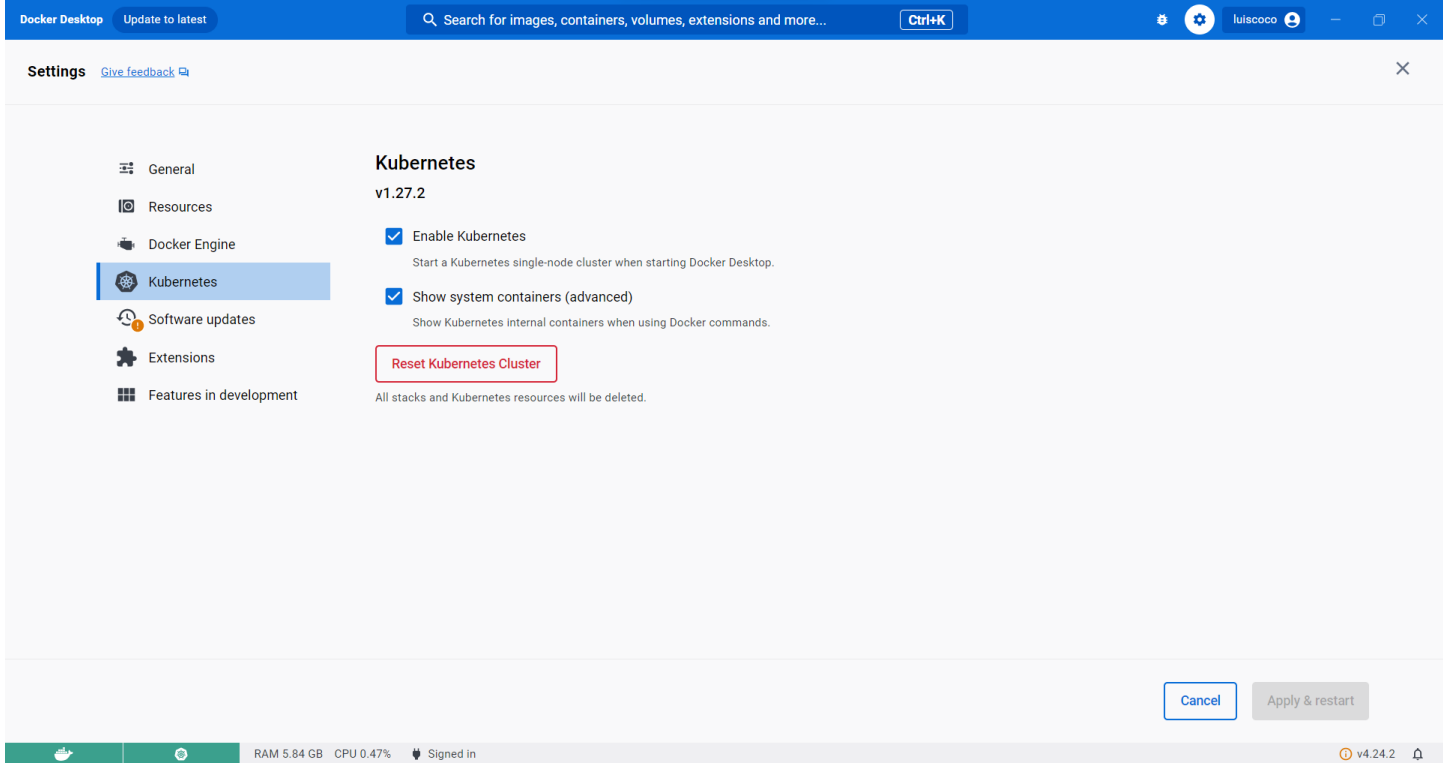 Docker Desktop Update to latest Search for images, containers, volumes, extensions and more... Ctrl+K luiscoco
Settings Give feedback
General
Resources
Docker Engine
Kubernetes
Software updates
Extensions
Features in development
Kubernetes
v1.27.2
Enable Kubernetes
Start a Kubernetes single-node cluster when starting Docker Desktop.
Show system containers (advanced)
Show Kubernetes internal containers when using Docker commands.
Reset Kubernetes Cluster
All stacks and Kubernetes resources will be deleted.
Cancel Apply & restart
RAM 5.84 GB CPU 0.47% Signed in v4.24.2